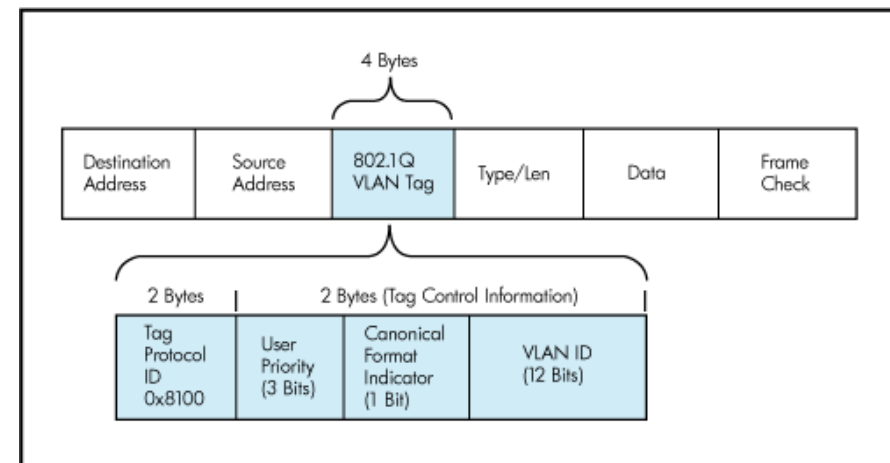 4 Bytes
Destination
Address
Source
Address
802.1Q
VLAN Tag
Type/Len
Data
Frame
Check
2 Bytes
2 Bytes (Tag Control Information)
Tag
Protocol
ID
0x8100
User
Priority
(3 Bits)
Canonical
Format
Indicator
(1 Bit)
VLAN ID
(12 Bits)